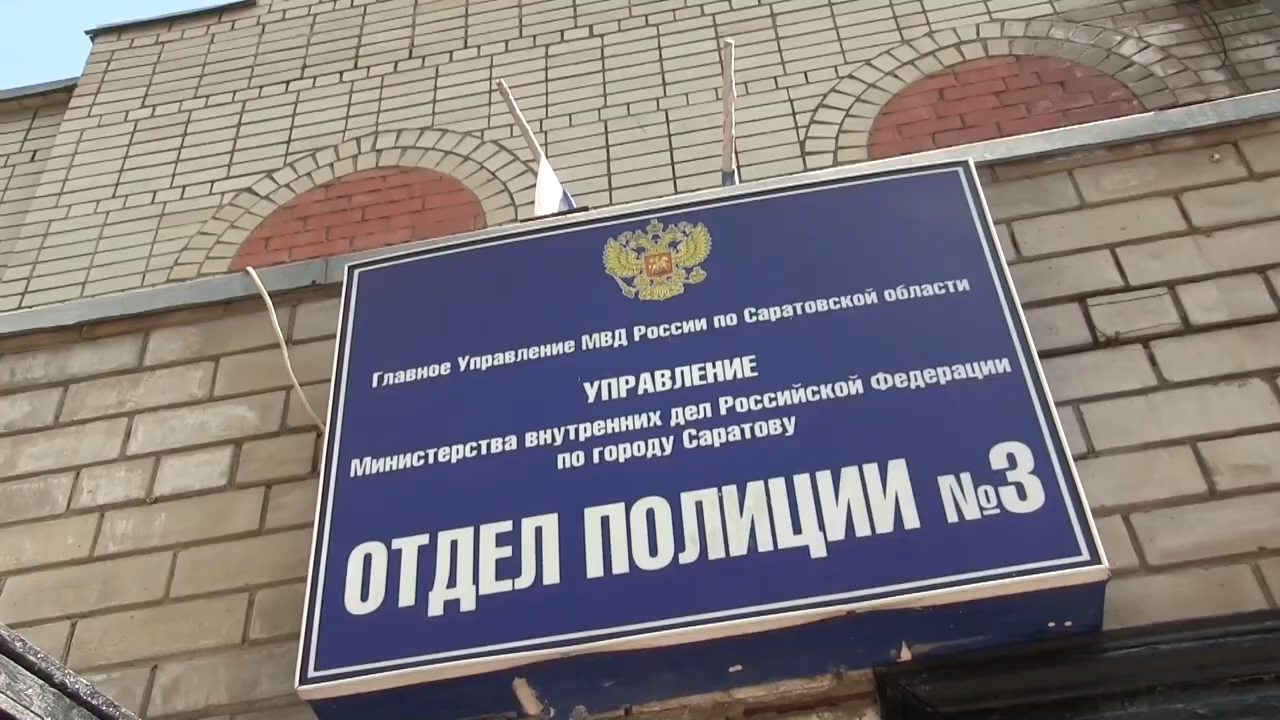 Главное Управление МВД России по Саратовской области
УПРАВЛЕНИЕ
Министерства внутренних дел Российской Федерации
по городу Саратову
ОТДЕЛ ПОЛИЦИИ №3